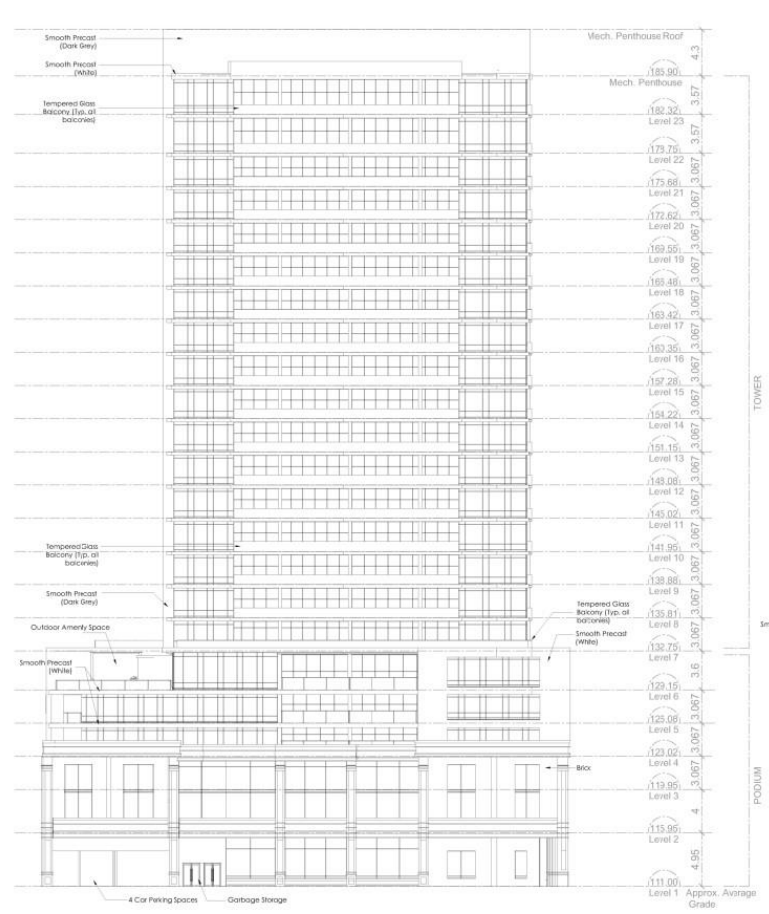 Mech. Penthouse Roof
Smooth Precast
(Dark Grey)
4.3
Smooth Precast
(White)
185.90
Mech. Penthouse
3.57
Tempered Glass
Balcony (Typ. all
balconies)
182.32
Level 23
3.57
Level 22
3.067
175.68
Level 21
3.067
172.62
Level 20
3.067
169.55
Level 19
3.067
Level 18
3.067
163.42
Level 17
3.067
160.35
Level 16
3.067
157.28
Level 15
TOWER
3.067
154.22
Level 14
3.067
151.15
Level 13
3.067
148.08
Level 12
3.067
145.02
Level 11
3.067
Tempered Glass
Balcony (Typ. all
balconies)
141.95
Level 10
3.067
138.88
Level 9
3.067
Smooth Precast
(Dark Grey)
Tempered Glass
Balcony (Typ. all
balconies)
135.81
Level 8
Outdoor Amenity Space
3.067
Smooth Precast
(White)
132.75
Level 7
Smooth Precast
(White)
3.6
129.15
Level 6
3.067
Level 5
3.067
123.02
Level 4
Brick
3.067
119.95
Level 3
PODIUM
4
115.95
Level 2
4.95
111.00
Level 1
Approx. Average
Grade
4 Car Parking Spaces
Garbage Storage